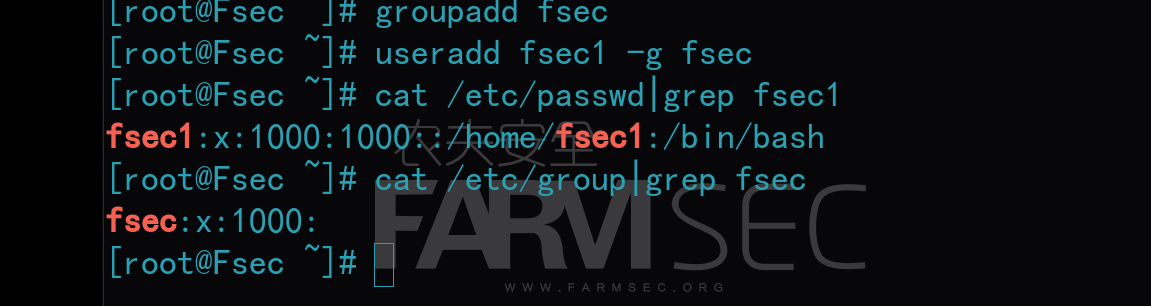 [root@Fsec ~]# groupadd fsec
[root@Fsec ~]# useradd fsec1 -g fsec
[root@Fsec ~]# cat /etc/passwd|grep fsec1
fsec1:x:1000:1000::/home/fsec1:/bin/bash
农夫安全
[root@Fsec ~]# cat /etc/group|grep fsec
FARMSEC
fsec:x:1000:
[root@Fsec ~]#
WWW.FARMSEC.ORG